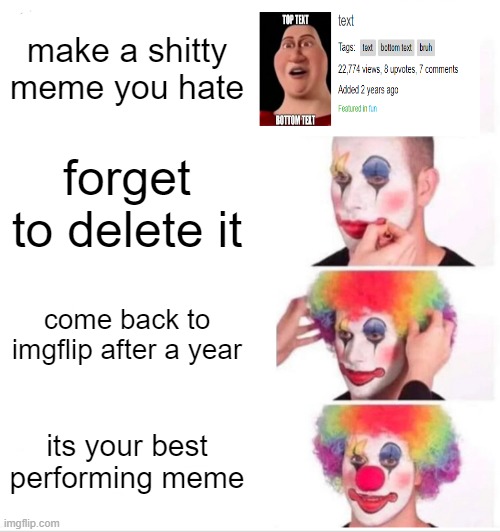 make a shitty
meme you hate
TOP TEXT
BOTTOM TEXT
text
Tags: text bottom text bruh
22,774 views, 8 upvotes, 7 comments
Added 2 years ago
Featured in fun
forget
to delete it
come back to
imgflip after a year
its your best
performing meme
imgflip.com